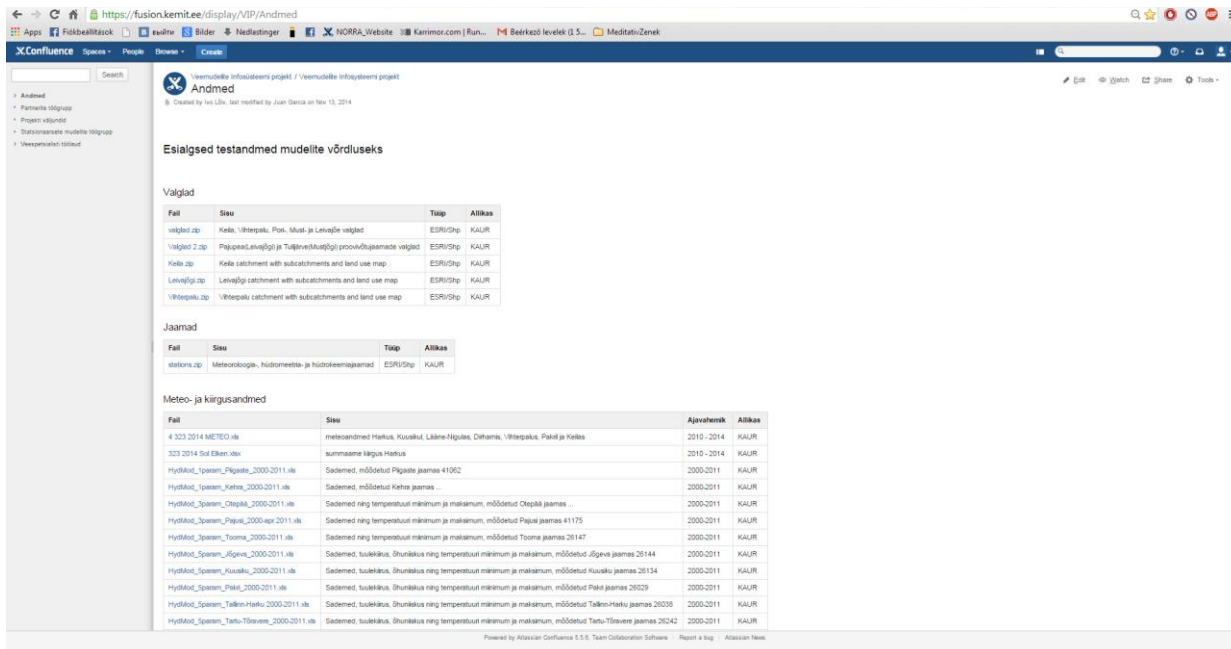 https://fusion.kemit.ee/display/VIP/Andmed
Apps Fiókbeállítások выйти Bilder Nedlastinger NORRA_Website Karrimor.com | Run... Beérkező levelek (1 5... MeditatívZenek
Confluence Spaces People Browse Create
Search
Andmed
Partnerite töögrupp
Projekti väljundid
Statsionaarsete mudelite töögrupp
Veespetsialisti töölaud
Veemudelite Infosüsteemi projekt / Veemudelite Infosysteemi projekt
Andmed
Created by Ivo Lõiv, last modified by Juan Garcia on Nov 13, 2014
Edit Watch Share Tools
Esialgsed testandmed mudelite võrdluseks
Valglad
Fail Sisu Tüüp Allikas
valglad.zip Keila, Vihterpalu, Pori-, Must- ja Leivajõe valglad ESRI/Shp KAUR
Valglad 2.zip Pajupea(Leivajõgi) ja Tulijärve(Mustjõgi) proovivõtujaamade valglad ESRI/Shp KAUR
Keila.zip Keila catchment with subcatchments and land use map ESRI/Shp KAUR
Leivajõgi.zip Leivajõgi catchment with subcatchments and land use map ESRI/Shp KAUR
Vihterpalu.zip Vihterpalu catchment with subcatchments and land use map ESRI/Shp KAUR
Jaamad
Fail Sisu Tüüp Allikas
stations.zip Meteoroloogia-, hüdromeetria- ja hüdrokeemiajaamad ESRI/Shp KAUR
Meteo- ja kiirgusandmed
Fail Sisu Ajavahemik Allikas
4 323 2014 METEO.xls meteoandmed Harkus, Kuusikul, Lääne-Nigulas, Dirhamis, Vihterpalus, Pakril ja Keilas 2010 - 2014 KAUR
323 2014 Sol Elken.xlsx summaarne kiirgus Harkus 2010 - 2014 KAUR
HydMod_1param_Piigaste_2000-2011.xls Sademed, mõõdetud Piigaste jaamas 41062 2000-2011 KAUR
HydMod_1param_Kehra_2000-2011.xls Sademed, mõõdetud Kehra jaamas ... 2000-2011 KAUR
HydMod_3param_Otepää_2000-2011.xls Sademed ning temperatuuri miinimum ja maksimum, mõõdetud Otepää jaamas ... 2000-2011 KAUR
HydMod_3param_Pajusi_2000-apr.2011.xls Sademed ning temperatuuri miinimum ja maksimum, mõõdetud Pajusi jaamas 41175 2000-2011 KAUR
HydMod_3param_Tooma_2000-2011.xls Sademed ning temperatuuri miinimum ja maksimum, mõõdetud Tooma jaamas 26147 2000-2011 KAUR
HydMod_5param_Jõgeva_2000-2011.xls Sademed, tuulekiirus, õhuniiskus ning temperatuuri miinimum ja maksimum, mõõdetud Jõgeva jaamas 26144 2000-2011 KAUR
HydMod_5param_Kuusiku_2000-2011.xls Sademed, tuulekiirus, õhuniiskus ning temperatuuri miinimum ja maksimum, mõõdetud Kuusiku jaamas 26134 2000-2011 KAUR
HydMod_5param_Pakri_2000-2011.xls Sademed, tuulekiirus, õhuniiskus ning temperatuuri miinimum ja maksimum, mõõdetud Pakri jaamas 26029 2000-2011 KAUR
HydMod_5param_Tallinn-Harku 2000-2011.xls Sademed, tuulekiirus, õhuniiskus ning temperatuuri miinimum ja maksimum, mõõdetud Tallinn-Harku jaamas 26038 2000-2011 KAUR
HydMod_5param_Tartu-Tõravere_2000-2011.xls Sademed, tuulekiirus, õhuniiskus ning temperatuuri miinimum ja maksimum, mõõdetud Tartu-Tõravere jaamas 26242 2000-2011 KAUR
Powered by Atlassian Confluence 5.5.6, Team Collaboration Software · Report a bug · Atlassian News